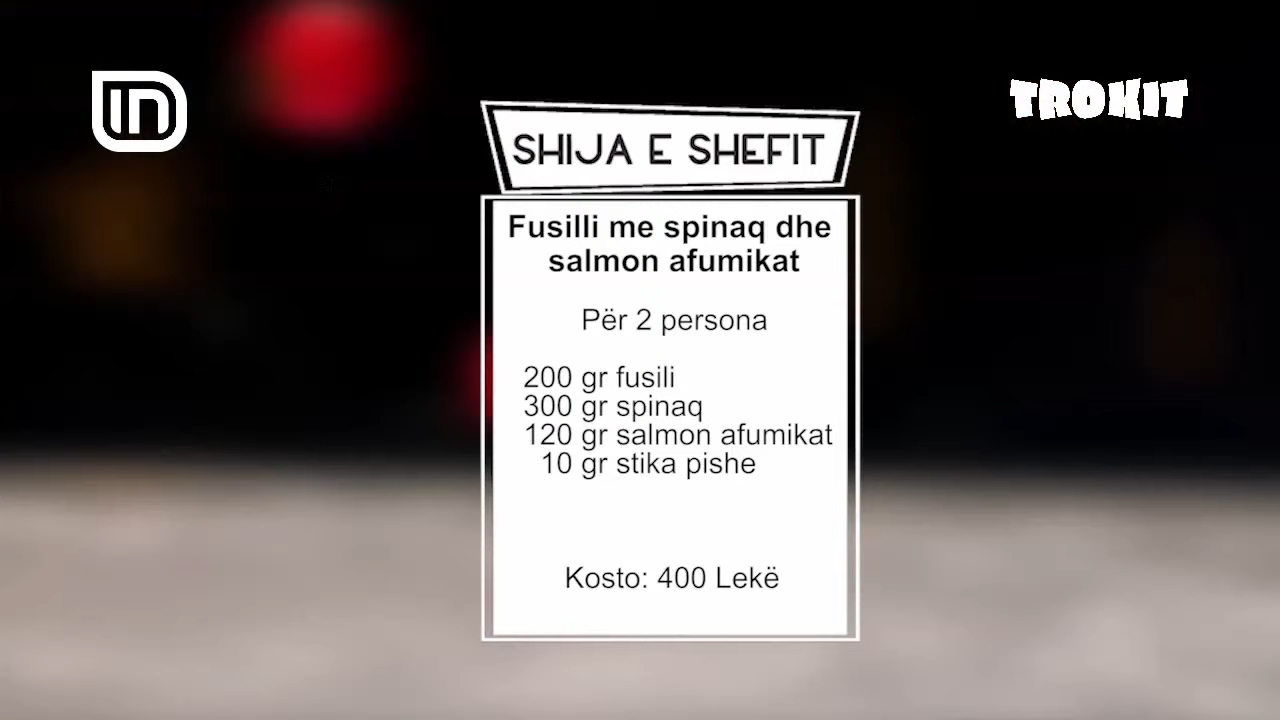 IN
TROKIT
SHIJA E SHEFIT
Fusilli me spinaq dhe
salmon afumikat
Për 2 persona
200 gr fusili
300 gr spinaq
120 gr salmon afumikat
10 gr stika pishe
Kosto: 400 Lekë